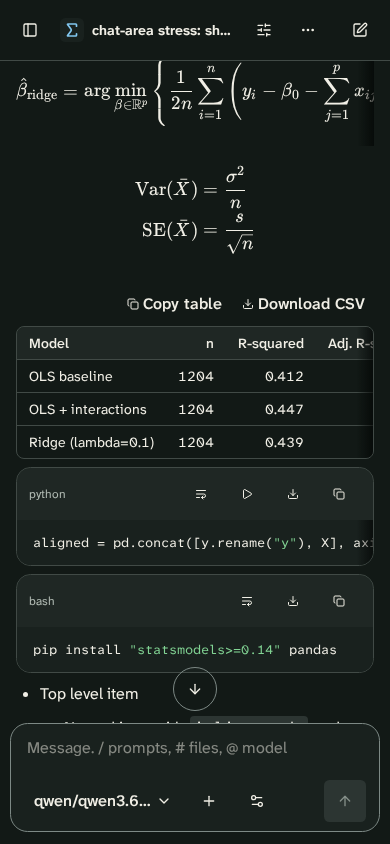 chat-area stress: sh...
β̂_ridge = arg min_{β∈ℝ^p} { 1/2n ∑_{i=1}^{n} ( y_i − β_0 − ∑_{j=1}^{p} x_ij
Var(X̄) = σ²/n
SE(X̄) = s/√n
Copy table Download CSV
Model n R-squared Adj. R-s
OLS baseline 1204 0.412
OLS + interactions 1204 0.447
Ridge (lambda=0.1) 1204 0.439
python
aligned = pd.concat([y.rename("y"), X], axi
bash
pip install "statsmodels>=0.14" pandas
• Top level item
Message. / prompts, # files, @ model
qwen/qwen3.6...